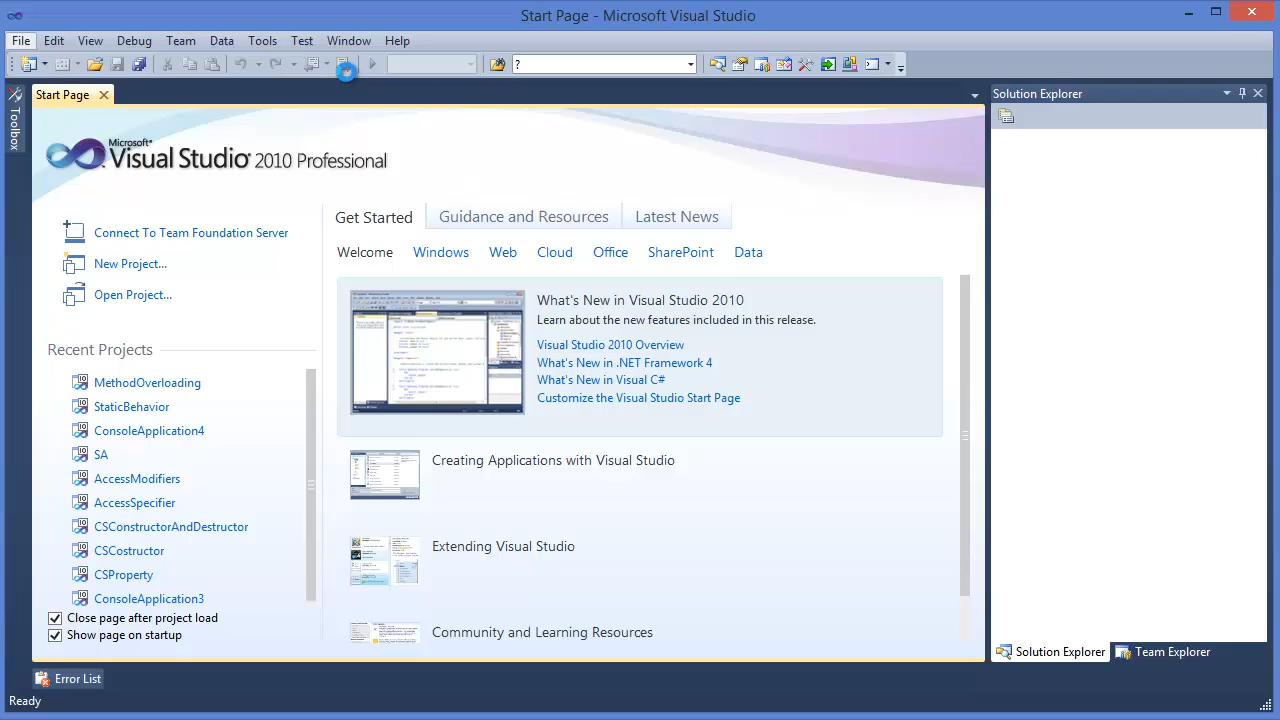 Start Page - Microsoft Visual Studio
File Edit View Debug Team Data Tools Test Window Help
?
Toolbox
Start Page
Solution Explorer
Microsoft®
Visual Studio® 2010 Professional
Connect To Team Foundation Server
New Project...
Open Project...
Recent Projects
MethodOverloading
StaticBehavior
ConsoleApplication4
SA
AccessModifiers
AccessSpecifier
CSConstructorAndDestructor
CSCostructor
CSProperty
ConsoleApplication3
Close page after project load
Show page on startup
Get Started Guidance and Resources Latest News
Welcome Windows Web Cloud Office SharePoint Data
What's New in Visual Studio 2010
Learn about the new features included in this release.
Visual Studio 2010 Overview
What's New in .NET Framework 4
What's New in Visual C#
Customize the Visual Studio Start Page
Creating Applications with Visual Studio
Extending Visual Studio
Community and Learning Resources
Solution Explorer Team Explorer
Error List
Ready